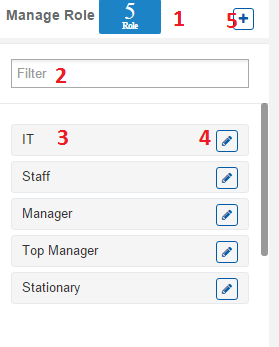 Manage Role 5 Role 1 5 +
Filter 2
IT 3 4
Staff
Manager
Top Manager
Stationary